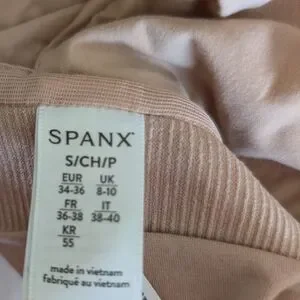 SPANX
S/CH/P
EUR UK
34-36 8-10
FR IT
36-38 38-40
KR
55
made in vietnam
fabriqué au vietnam